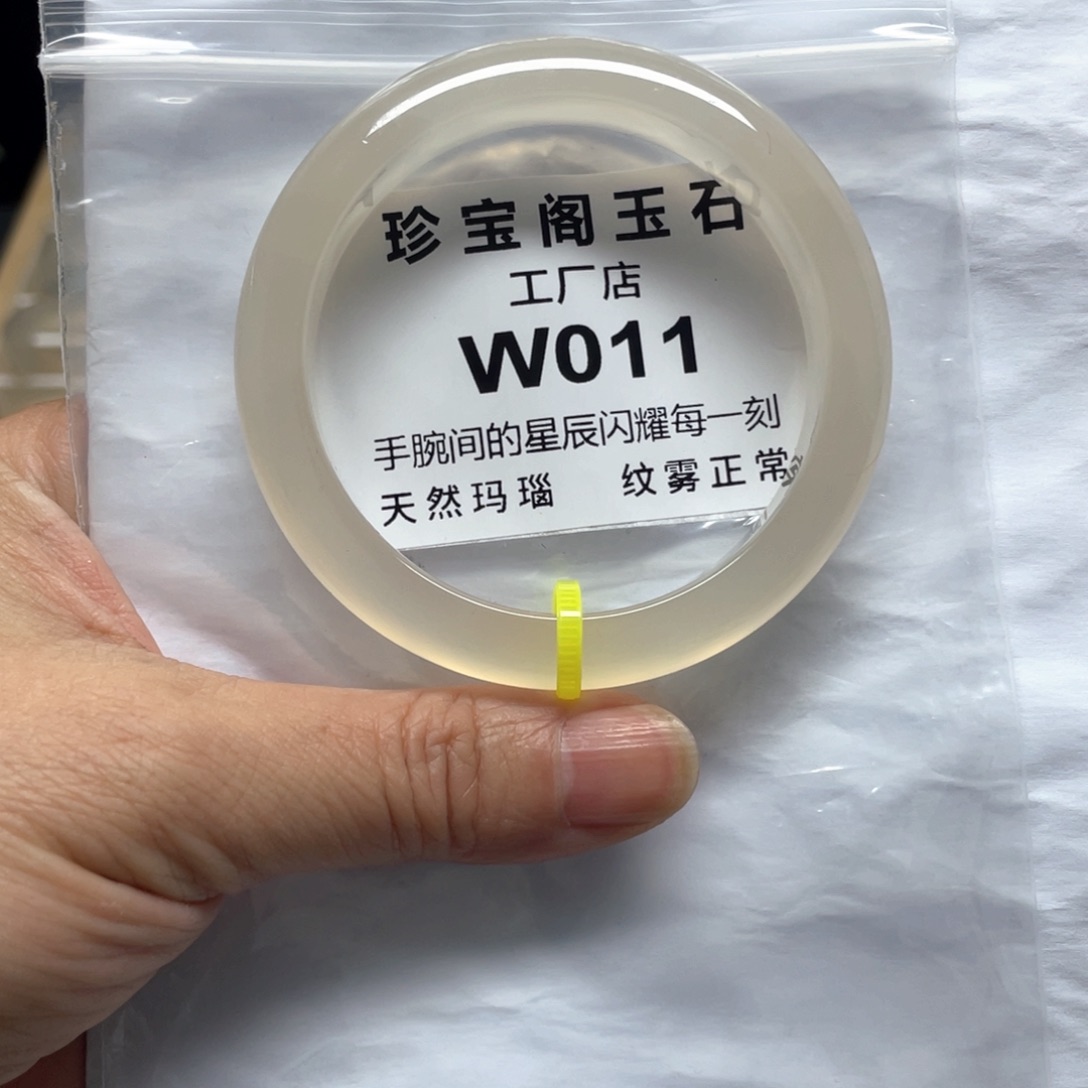 珍宝阁玉石
工厂店
W011
手腕间的星辰闪耀每一刻
天然玛瑙 纹雾正常